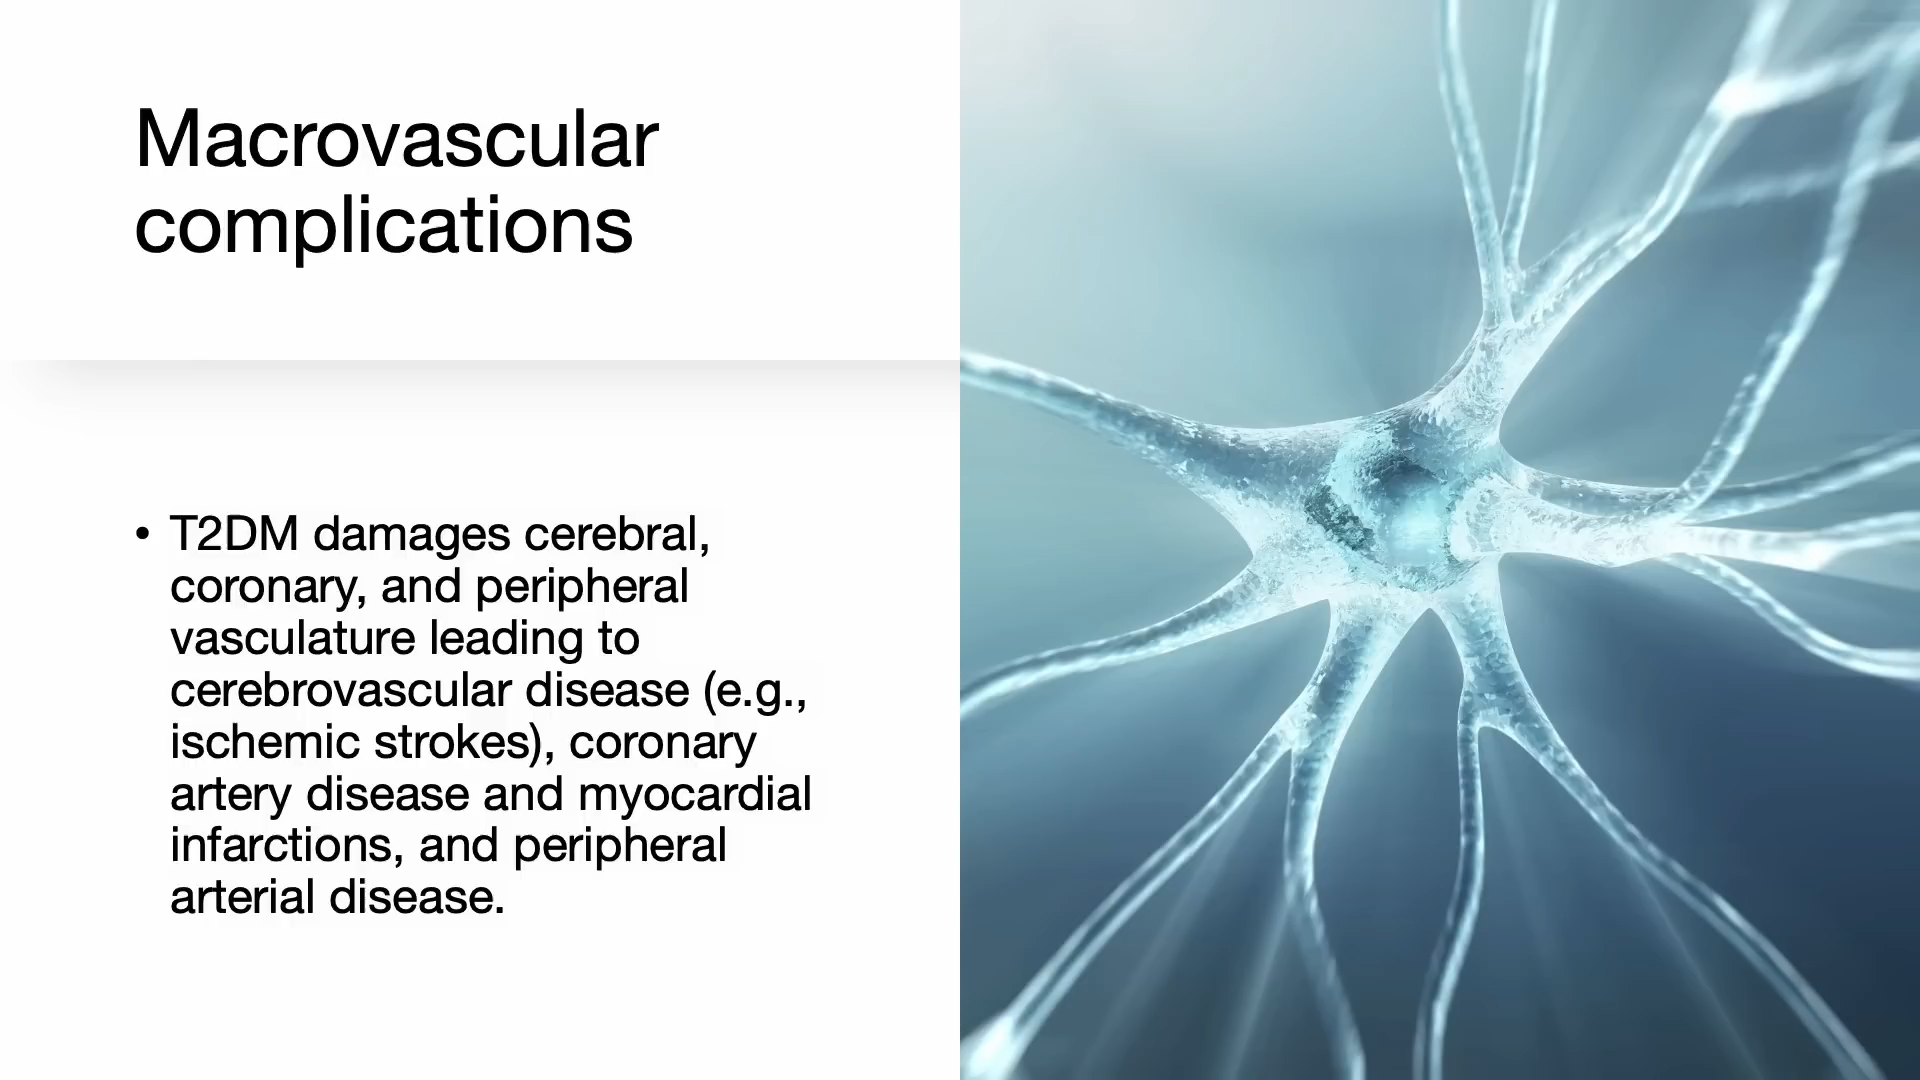 Macrovascular
complications
• T2DM damages cerebral,
coronary, and peripheral
vasculature leading to
cerebrovascular disease (e.g.,
ischemic strokes), coronary
artery disease and myocardial
infarctions, and peripheral
arterial disease.